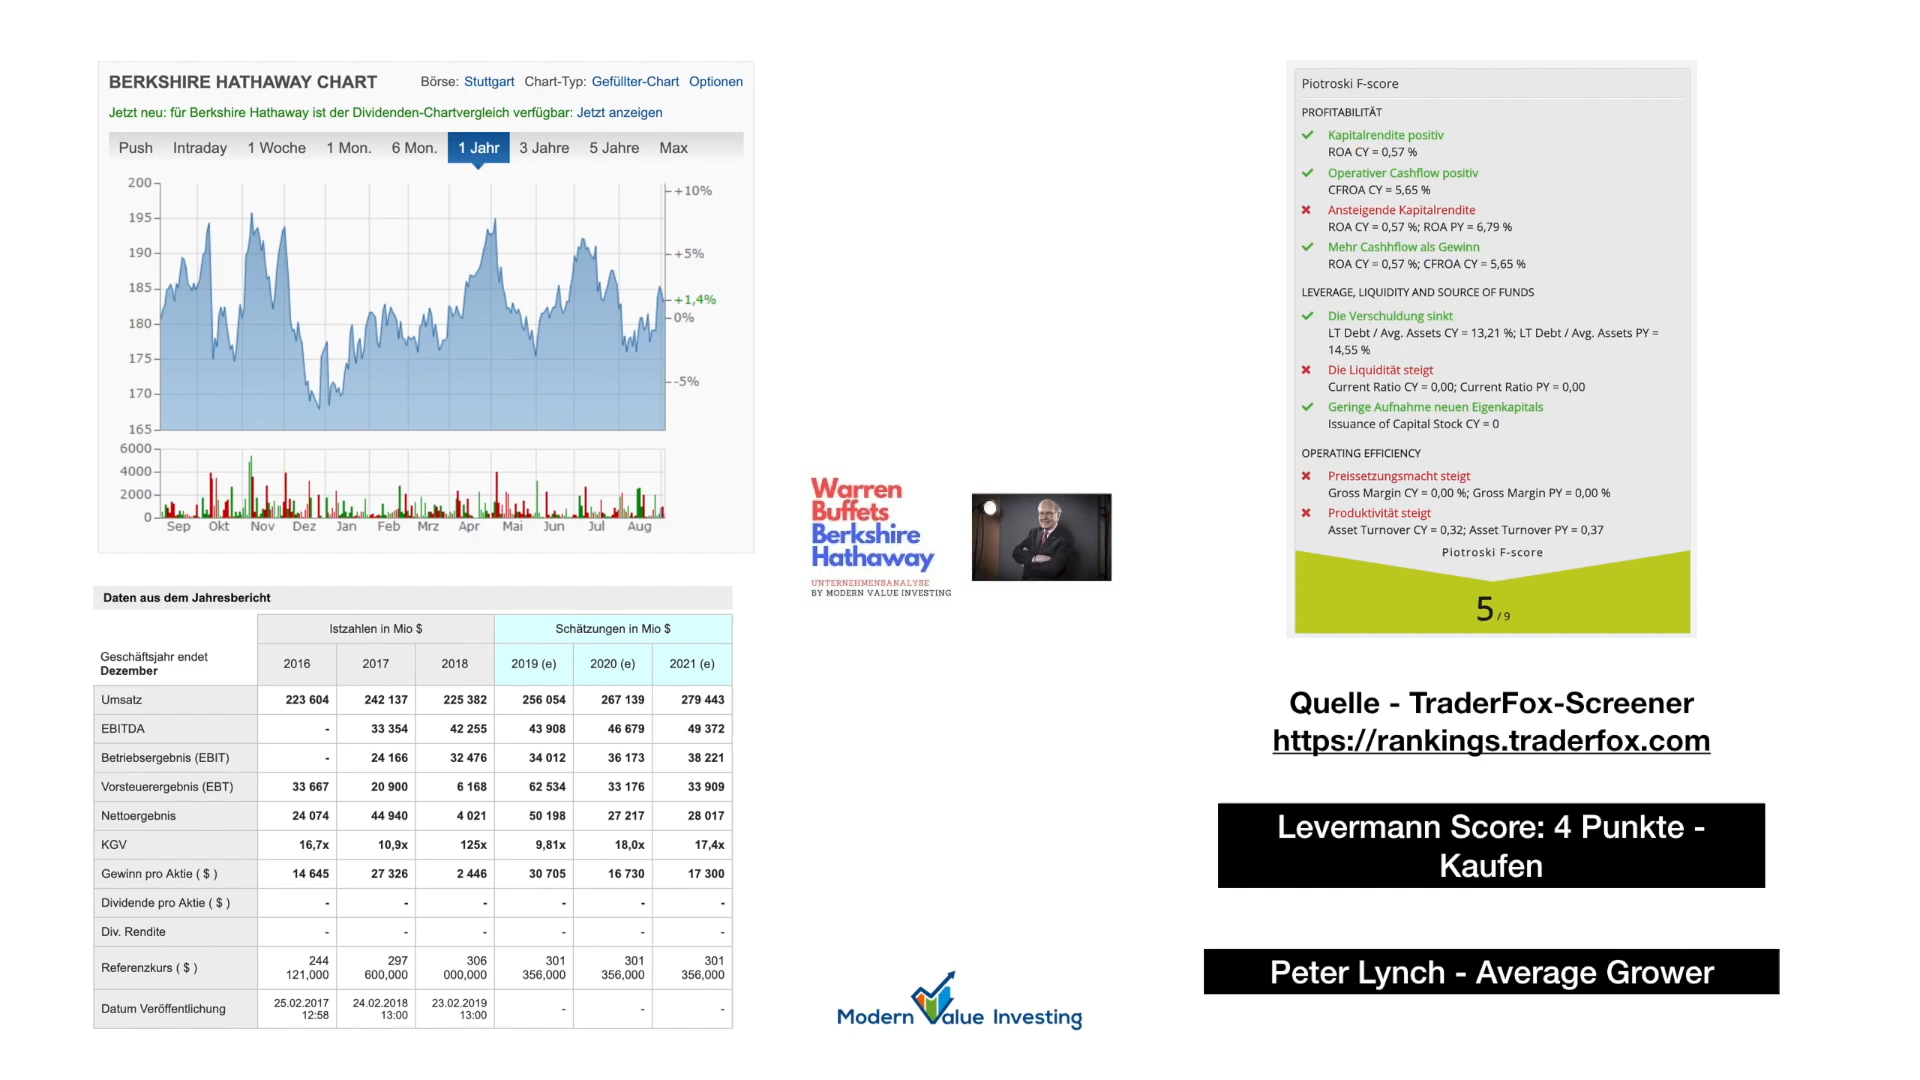 BERKSHIRE HATHAWAY CHART Börse: Stuttgart Chart-Typ: Gefüllter-Chart Optionen
Jetzt neu: für Berkshire Hathaway ist der Dividenden-Chartvergleich verfügbar: Jetzt anzeigen
Push Intraday 1 Woche 1 Mon. 6 Mon. 1 Jahr 3 Jahre 5 Jahre Max
200
195
190
185
180
175
170
165
+10%
+5%
+1,4%
0%
-5%
6000
4000
2000
0
Sep Okt Nov Dez Jan Feb Mrz Apr Mai Jun Jul Aug
Daten aus dem Jahresbericht
Istzahlen in Mio $ Schätzungen in Mio $
Geschäftsjahr endet
Dezember
2016 2017 2018 2019 (e) 2020 (e) 2021 (e)
Umsatz 223 604 242 137 225 382 256 054 267 139 279 443
EBITDA - 33 354 42 255 43 908 46 679 49 372
Betriebsergebnis (EBIT) - 24 166 32 476 34 012 36 173 38 221
Vorsteuerergebnis (EBT) 33 667 20 900 6 168 62 534 33 176 33 909
Nettoergebnis 24 074 44 940 4 021 50 198 27 217 28 017
KGV 16,7x 10,9x 125x 9,81x 18,0x 17,4x
Gewinn pro Aktie ( $ ) 14 645 27 326 2 446 30 705 16 730 17 300
Dividende pro Aktie ( $ ) - - - - - -
Div. Rendite - - - - - -
Referenzkurs ( $ ) 244 297 306 301 301 301
121,000 600,000 000,000 356,000 356,000 356,000
Datum Veröffentlichung 25.02.2017 24.02.2018 23.02.2019 - - -
12:58 13:00 13:00
Warren
Buffets
Berkshire
Hathaway
UNTERNEHMENSANALYSE
BY MODERN VALUE INVESTING
Modern Value Investing
Piotroski F-score
PROFITABILITÄT
Kapitalrendite positiv
ROA CY = 0,57 %
Operativer Cashflow positiv
CFROA CY = 5,65 %
Ansteigende Kapitalrendite
ROA CY = 0,57 %; ROA PY = 6,79 %
Mehr Cashhflow als Gewinn
ROA CY = 0,57 %; CFROA CY = 5,65 %
LEVERAGE, LIQUIDITY AND SOURCE OF FUNDS
Die Verschuldung sinkt
LT Debt / Avg. Assets CY = 13,21 %; LT Debt / Avg. Assets PY =
14,55 %
Die Liquidität steigt
Current Ratio CY = 0,00; Current Ratio PY = 0,00
Geringe Aufnahme neuen Eigenkapitals
Issuance of Capital Stock CY = 0
OPERATING EFFICIENCY
Preissetzungsmacht steigt
Gross Margin CY = 0,00 %; Gross Margin PY = 0,00 %
Produktivität steigt
Asset Turnover CY = 0,32; Asset Turnover PY = 0,37
Piotroski F-score
5 / 9
Quelle - TraderFox-Screener
https://rankings.traderfox.com
Levermann Score: 4 Punkte -
Kaufen
Peter Lynch - Average Grower